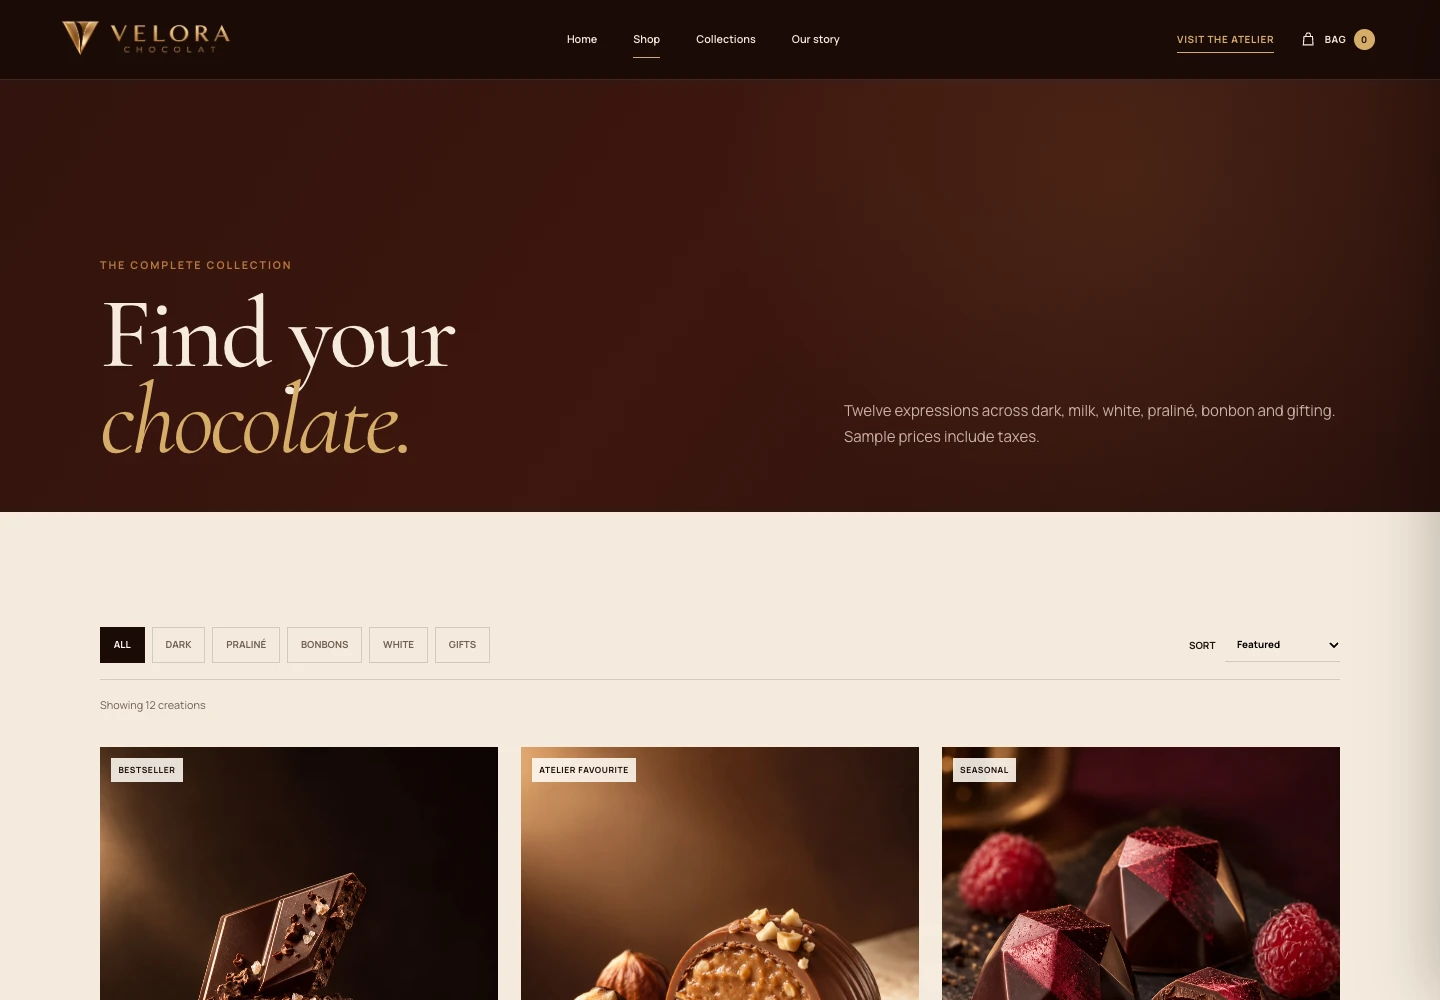 VELORA
CHOCOLAT
Home
Shop
Collections
Our story
VISIT THE ATELIER
BAG
0
THE COMPLETE COLLECTION
Find your
chocolate.
Twelve expressions across dark, milk, white, praliné, bonbon and gifting.
Sample prices include taxes.
ALL
DARK
PRALINÉ
BONBONS
WHITE
GIFTS
SORT
Featured
Showing 12 creations
BESTSELLER
ATELIER FAVOURITE
SEASONAL